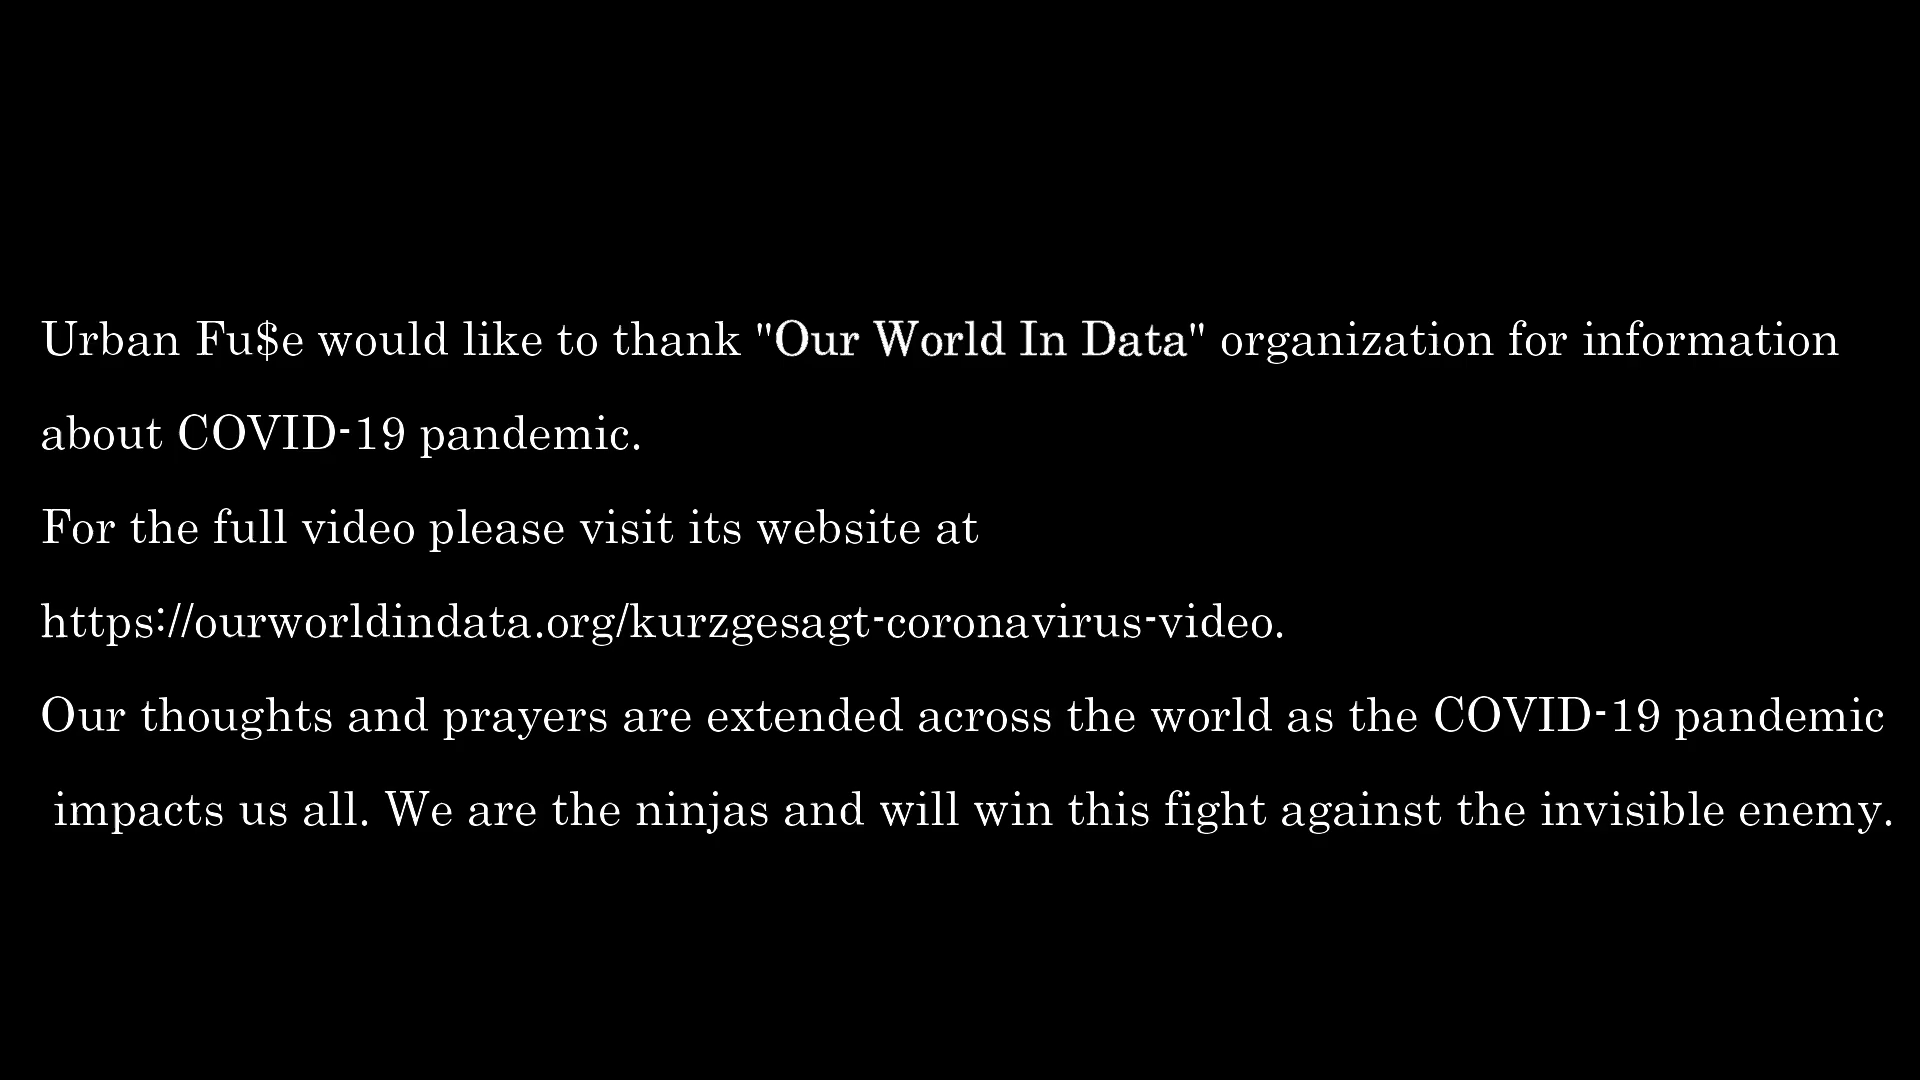 Urban Fu$e would like to thank "Our World In Data" organization for information
about COVID-19 pandemic.
For the full video please visit its website at
https://ourworldindata.org/kurzgesagt-coronavirus-video.
Our thoughts and prayers are extended across the world as the COVID-19 pandemic
impacts us all. We are the ninjas and will win this fight against the invisible enemy.